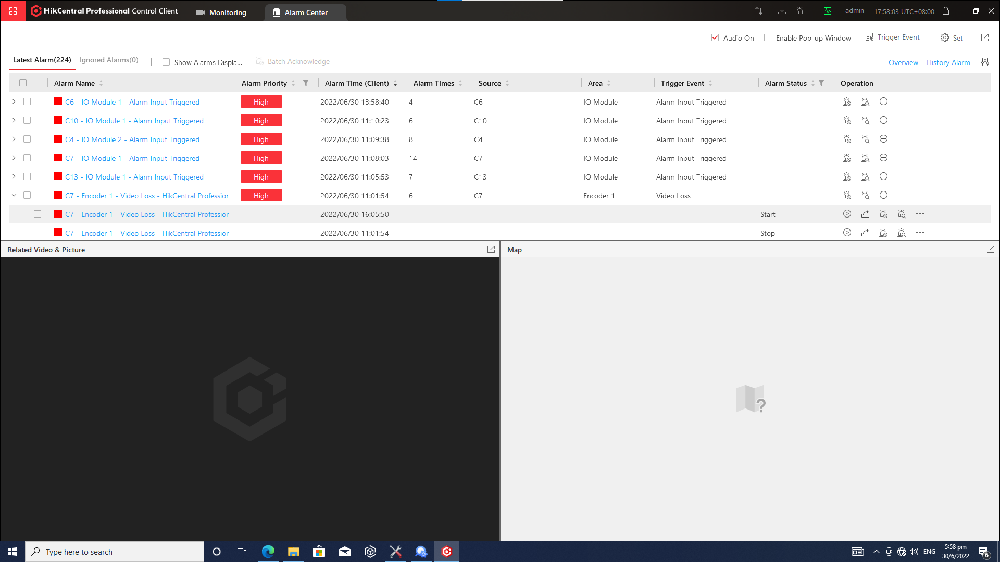 HikCentral Professional Control Client Monitoring Alarm Center admin 17:58:03 UTC+08:00
Audio On Enable Pop-up Window Trigger Event Set
Latest Alarm(224) Ignored Alarms(0) Show Alarms Displa... Batch Acknowledge Overview History Alarm
Alarm Name Alarm Priority Alarm Time (Client) Alarm Times Source Area Trigger Event Alarm Status Operation
C6 - IO Module 1 - Alarm Input Triggered High 2022/06/30 13:58:40 4 C6 IO Module Alarm Input Triggered
C10 - IO Module 1 - Alarm Input Triggered High 2022/06/30 11:10:23 6 C10 IO Module Alarm Input Triggered
C4 - IO Module 2 - Alarm Input Triggered High 2022/06/30 11:09:38 8 C4 IO Module Alarm Input Triggered
C7 - IO Module 1 - Alarm Input Triggered High 2022/06/30 11:08:03 14 C7 IO Module Alarm Input Triggered
C13 - IO Module 1 - Alarm Input Triggered High 2022/06/30 11:05:53 7 C13 IO Module Alarm Input Triggered
C7 - Encoder 1 - Video Loss - HikCentral Profession High 2022/06/30 11:01:54 6 C7 Encoder 1 Video Loss
C7 - Encoder 1 - Video Loss - HikCentral Profession 2022/06/30 16:05:50 Start
C7 - Encoder 1 - Video Loss - HikCentral Profession 2022/06/30 11:01:54 Stop
Related Video & Picture Map
?
Type here to search ENG 5:58 pm
30/6/2022 6